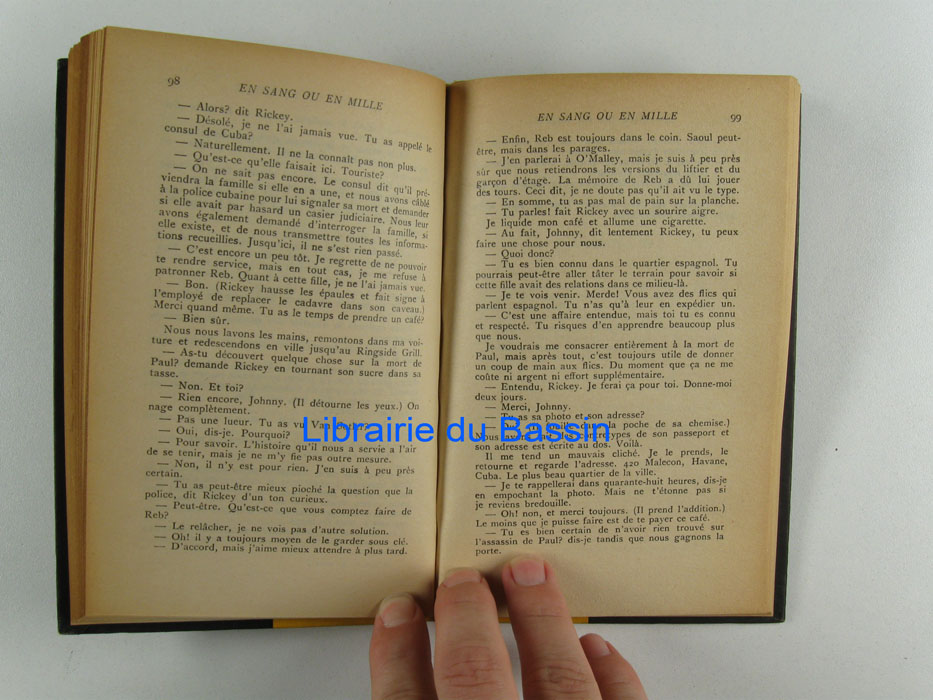 98
EN SANG OU EN MILLE
— Alors? dit Rickey.
— Désolé, je ne l'ai jamais vue. Tu as appelé le
consul de Cuba?
— Naturellement. Il ne la connaît pas non plus.
— Qu'est-ce qu'elle faisait ici. Touriste?
— On ne sait pas encore. Le consul dit qu'il pré-
viendra la famille si elle en a une, et nous avons câblé
à la police cubaine pour lui signaler sa mort et demander
si elle avait par hasard un casier judiciaire. Nous leur
avons également demandé d'interroger la famille, si
elle existe, et de nous transmettre toutes les informa-
tions recueillies. Jusqu'ici, il ne s'est rien passé.
— C'est encore un peu tôt. Je regrette de ne pouvoir
te rendre service, mais en tout cas, je me refuse à
patronner Reb. Quant à cette fille, je ne l'ai jamais vue.
— Bon. (Rickey hausse les épaules et fait signe à
l'employé de replacer le cadavre dans son caveau.)
Merci quand même. Tu as le temps de prendre un café?
— Bien sûr.
Nous nous lavons les mains, remontons dans ma voi-
ture et redescendons en ville jusqu'au Ringside Grill.
— As-tu découvert quelque chose sur la mort de
Paul? demande Rickey en tournant son sucre dans sa
tasse.
— Non. Et toi?
— Rien encore, Johnny. (Il détourne les yeux.) On
nage complètement.
— Pas une lueur. Tu as vu
— Oui, dis-je. Pourquoi?
— Pour savoir. L'histoire qu'il nous a servie a l'air
de se tenir, mais je ne m'y fie pas outre mesure.
— Non, il n'y est pour rien. J'en suis à peu près
certain.
— Tu as peut-être mieux pioché la question que la
police, dit Rickey d'un ton curieux.
— Peut-être. Qu'est-ce que vous comptez faire de
Reb?
— Le relâcher, je ne vois pas d'autre solution.
— Oh! il y a toujours moyen de le garder sous clé.
— D'accord, mais j'aime mieux attendre à plus tard.
EN SANG OU EN MILLE
99
— Enfin, Reb est toujours dans le coin. Saoul peut-
être, mais dans les parages.
— J'en parlerai à O'Malley, mais je suis à peu près
sûr que nous retiendrons les versions du liftier et du
garçon d'étage. La mémoire de Reb a dû lui jouer
des tours. Ceci dit, je ne doute pas qu'il ait vu le type.
— En somme, tu as pas mal de pain sur la planche.
— Tu parles! fait Rickey avec un sourire aigre.
Je liquide mon café et allume une cigarette.
— Au fait, Johnny, dit lentement Rickey, tu peux
faire une chose pour nous.
— Quoi donc?
— Tu es bien connu dans le quartier espagnol. Tu
pourrais peut-être aller tâter le terrain pour savoir si
cette fille avait des relations dans ce milieu-là.
— Je te vois venir. Merde! Vous avez des flics qui
parlent espagnol. Tu n'as qu'à leur en expédier un.
— C'est une affaire entendue, mais toi tu es connu
et respecté. Tu risques d'en apprendre beaucoup plus
que nous.
Je voudrais me consacrer entièrement à la mort de
Paul, mais après tout, c'est toujours utile de donner
un coup de main aux flics. Du moment que ça ne me
coûte ni argent ni effort supplémentaire.
— Entendu, Rickey. Je ferai ça pour toi. Donne-moi
deux jours.
— Merci, Johnny.
— Tu as sa photo et son adresse?
la poche de sa chemise.)
Nous de son passeport et
son adresse est écrite au dos. Voilà.
Il me tend un mauvais cliché. Je le prends, le
retourne et regarde l'adresse. 420 Malecon, Havane,
Cuba. Le plus beau quartier de la ville.
— Je te rappellerai dans quarante-huit heures, dis-je
en empochant la photo. Mais ne t'étonne pas si
je reviens bredouille.
— Oh! non, et merci toujours. (Il prend l'addition.)
Le moins que je puisse faire est de te payer ce café.
— Tu es bien certain de n'avoir rien trouvé sur
l'assassin de Paul? dis-je tandis que nous gagnons la
porte.
Librairie du Bassin